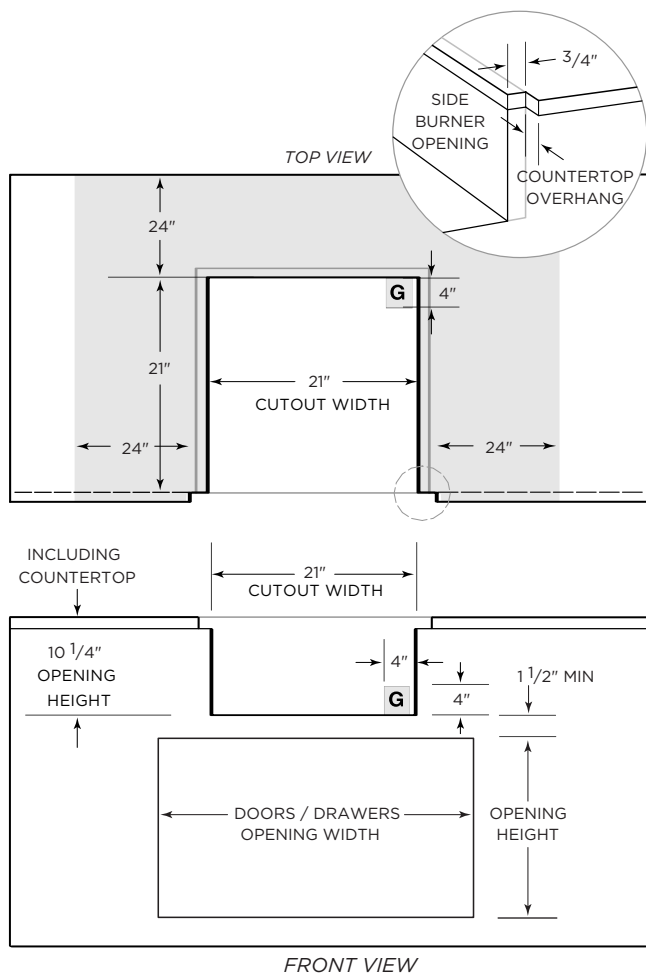 3/4"
SIDE
BURNER
OPENING
COUNTERTOP
OVERHANG
TOP VIEW
24"
G
4"
21"
21"
CUTOUT WIDTH
24"
24"
INCLUDING
COUNTERTOP
21"
CUTOUT WIDTH
10 1/4"
OPENING
HEIGHT
4"
G
4"
1 1/2" MIN
DOORS / DRAWERS
OPENING WIDTH
OPENING
HEIGHT
FRONT VIEW